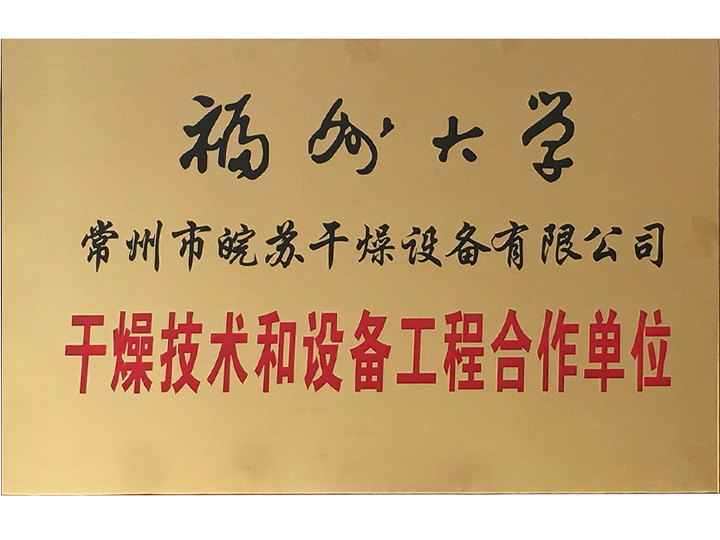 福州大学
常州市皖苏干燥设备有限公司
干燥技术和设备工程合作单位